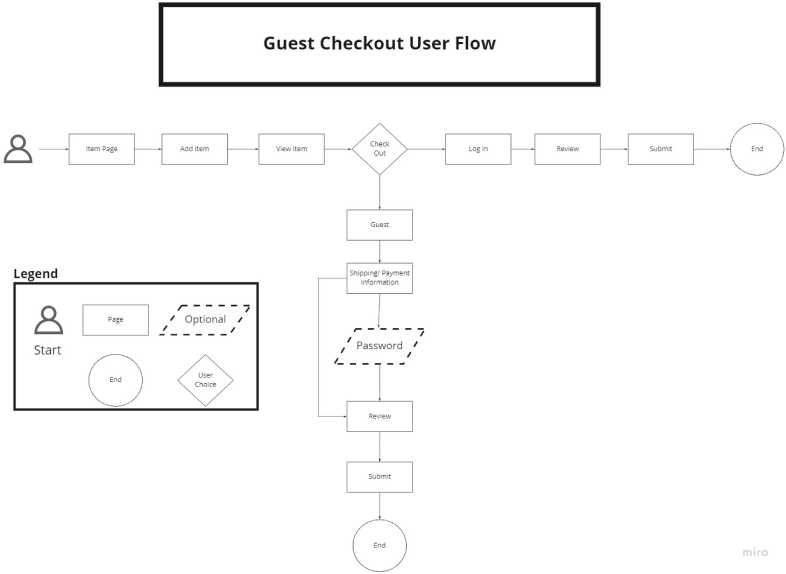 Guest Checkout User Flow
Item Page
Add Item
View Item
Check
Out
Log In
Review
Submit
End
Guest
Shipping/ Payment
Information
Password
Review
Submit
End
Legend
Page
Optional
Start
End
User
Choice
miro